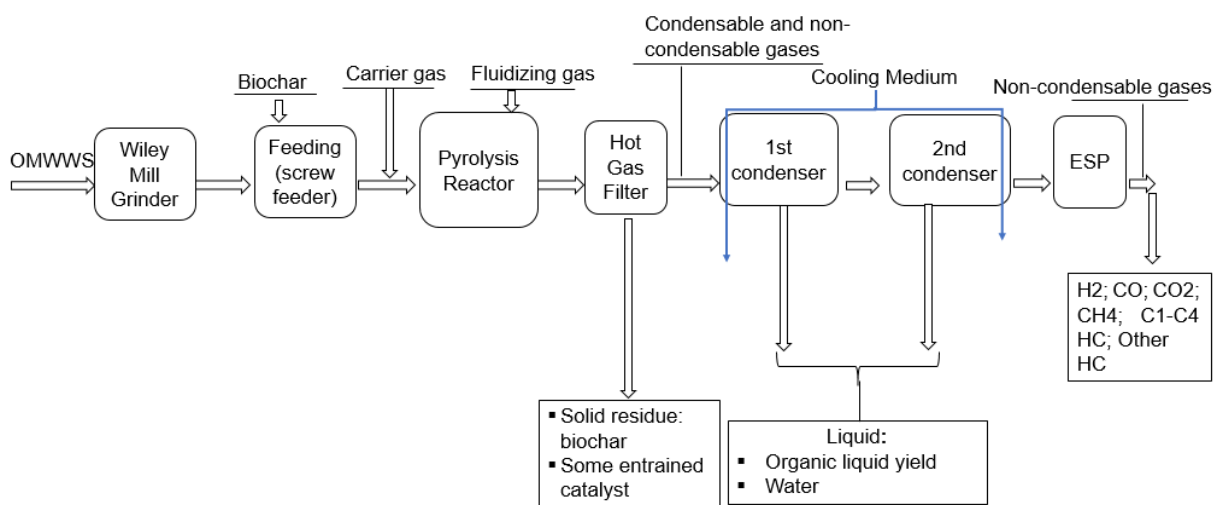 Condensable and non-
condensable gases
Cooling Medium
Biochar
Carrier gas
Fluidizing gas
Non-condensable gases
OMWWS
Wiley
Mill
Grinder
Feeding
(screw
feeder)
Pyrolysis
Reactor
Hot
Gas
Filter
1st
condenser
2nd
condenser
ESP
H2; CO; CO2;
CH4; C1-C4
HC; Other
HC
▪ Solid residue:
biochar
▪ Some entrained
catalyst
Liquid:
▪ Organic liquid yield
▪ Water